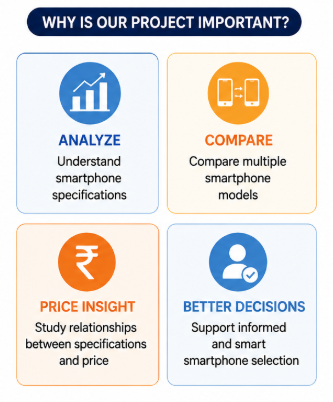 WHY IS OUR PROJECT IMPORTANT?
ANALYZE
Understand
smartphone
specifications
COMPARE
Compare multiple
smartphone
models
₹
PRICE INSIGHT
Study relationships
between specifications
and price
BETTER DECISIONS
Support informed
and smart
smartphone selection